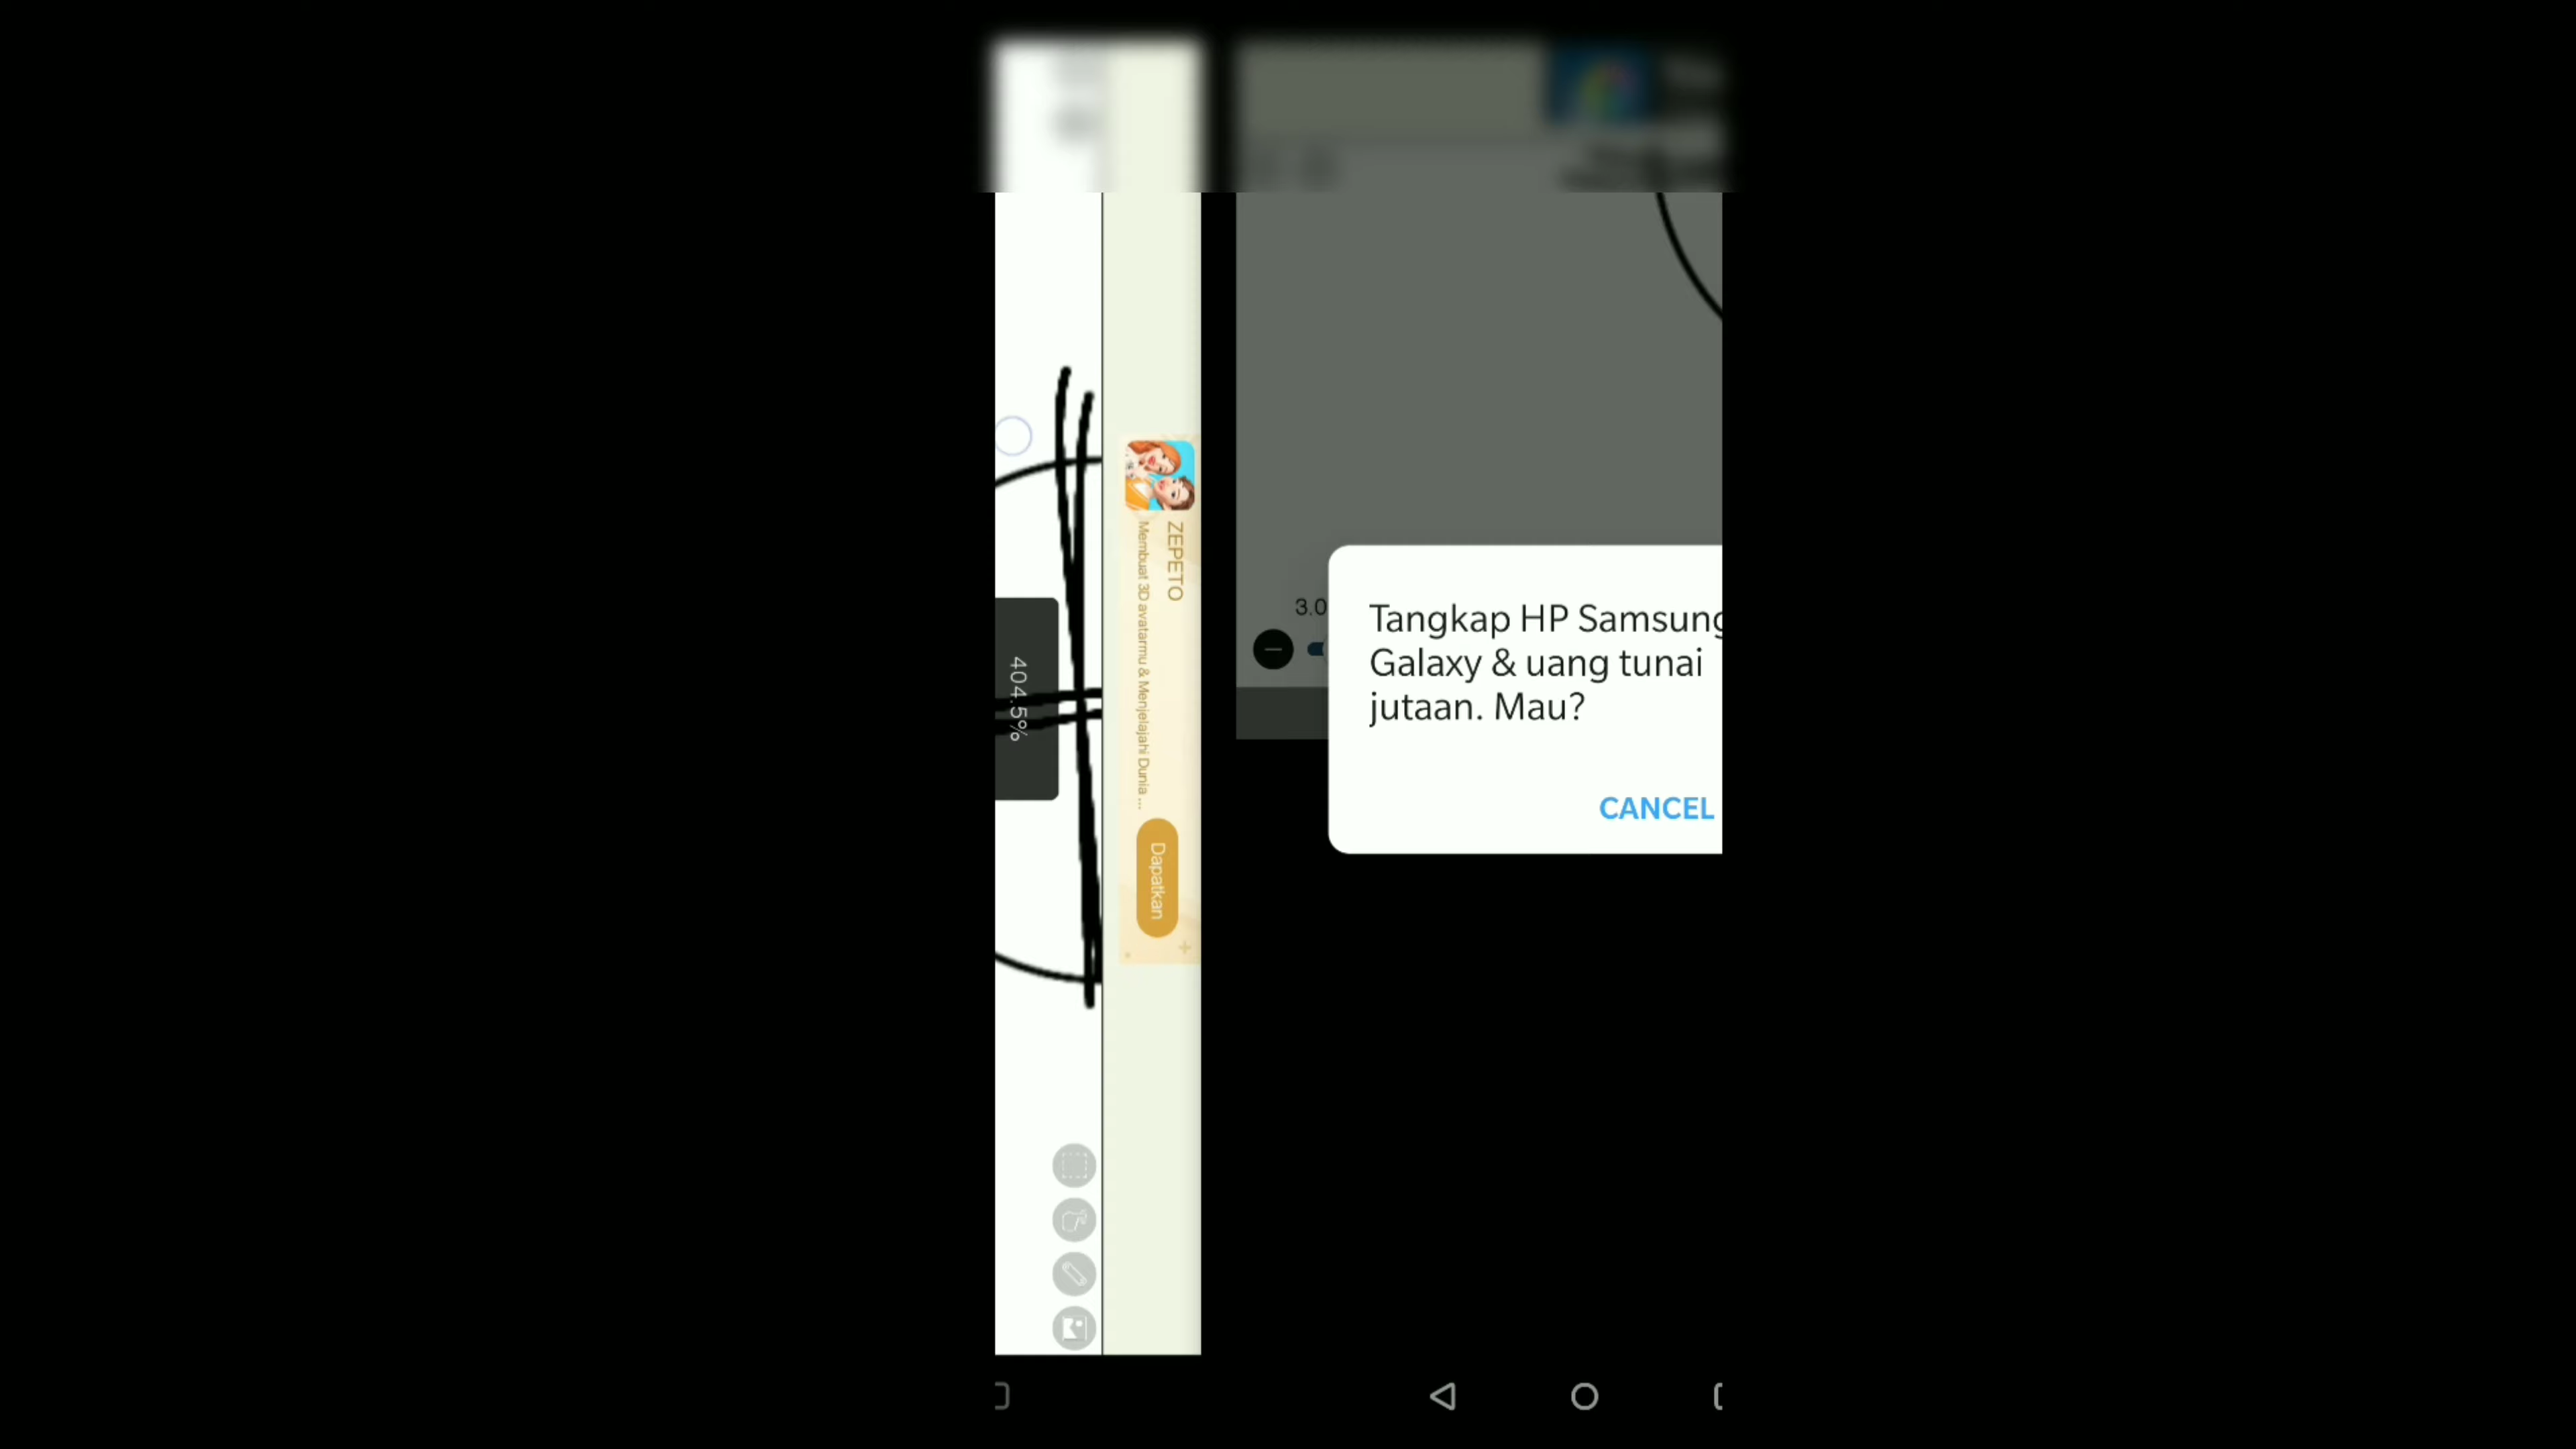 404.5%
ZEPETO
Membuat 3D avatarmu & Menjelajahi Dunia ...
Dapatkan
3.0
Tangkap HP Samsung
Galaxy & uang tunai
jutaan. Mau?
CANCEL